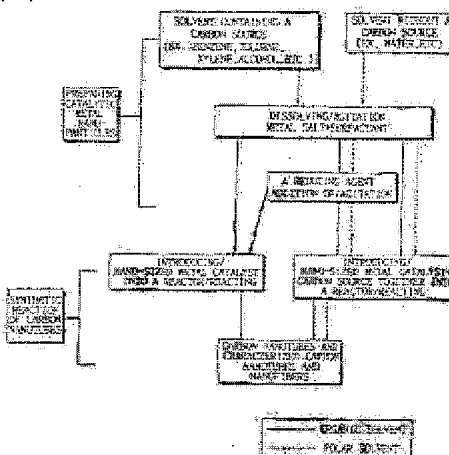 SOLVENT CONTAINING A
CARBON SOURCE
(EX. BENZENE, TOLUENE,
XYLENE, ALCOHOL, ETC.)
SOLVENT WITHOUT A
CARBON SOURCE
(EX. WATER, ETC)
PREPARING
CATALYTIC
METAL
NANO
PARTICLES
DISSOLVING/AGITATION
METAL SALT/SURFACTANT
A REDUCING AGENT
ADDITION OF/AGITATION
INTRODUCING/
NANO-SIZED METAL CATALYST
INTO A REACTOR/REACTING
INTRODUCING/
NANO-SIZED METAL CATALYST
CARBON SOURCE TOGETHER INTO
A REACTOR/REACTING
SYNTHETIC
REACTION
OF CARBON
NANOTUBES
CARBON NANOTUBES AND
CARBON
NANOTUBES AND
NANOFIBERS
SOLVENT
POLAR SOLVENT